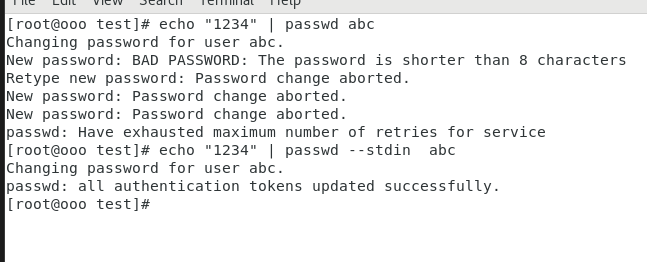 File Edit View Search Terminal Help
[root@ooo test]# echo "1234" | passwd abc
Changing password for user abc.
New password: BAD PASSWORD: The password is shorter than 8 characters
Retype new password: Password change aborted.
New password: Password change aborted.
New password: Password change aborted.
passwd: Have exhausted maximum number of retries for service
[root@ooo test]# echo "1234" | passwd --stdin  abc
Changing password for user abc.
passwd: all authentication tokens updated successfully.
[root@ooo test]#